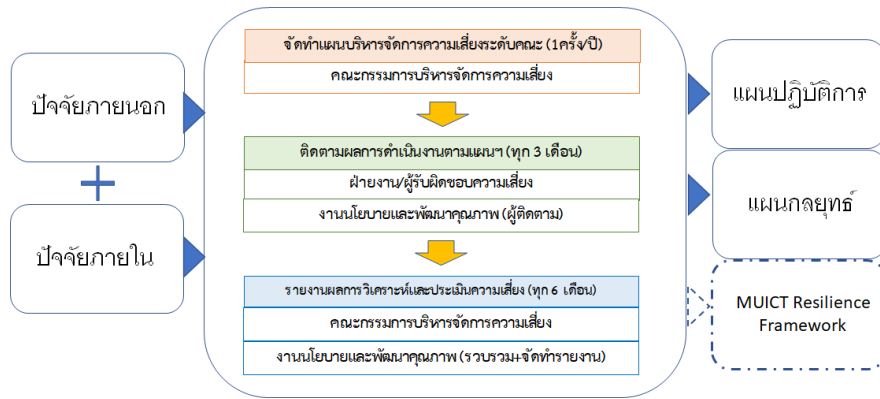 ปัจจัยภายนอก
ปัจจัยภายใน
จัดทำแผนบริหารจัดการความเสี่ยงระดับคณะ (1ครั้ง/ปี)
คณะกรรมการบริหารจัดการความเสี่ยง
ติดตามผลการดำเนินงานตามแผนฯ (ทุก 3 เดือน)
ฝ่ายงาน/ผู้รับผิดชอบความเสี่ยง
งานนโยบายและพัฒนาคุณภาพ (ผู้ติดตาม)
รายงานผลการวิเคราะห์และประเมินความเสี่ยง (ทุก 6 เดือน)
คณะกรรมการบริหารจัดการความเสี่ยง
งานนโยบายและพัฒนาคุณภาพ (รวบรวม+จัดทำรายงาน)
แผนปฏิบัติการ
แผนกลยุทธ์
MUICT Resilience
Framework